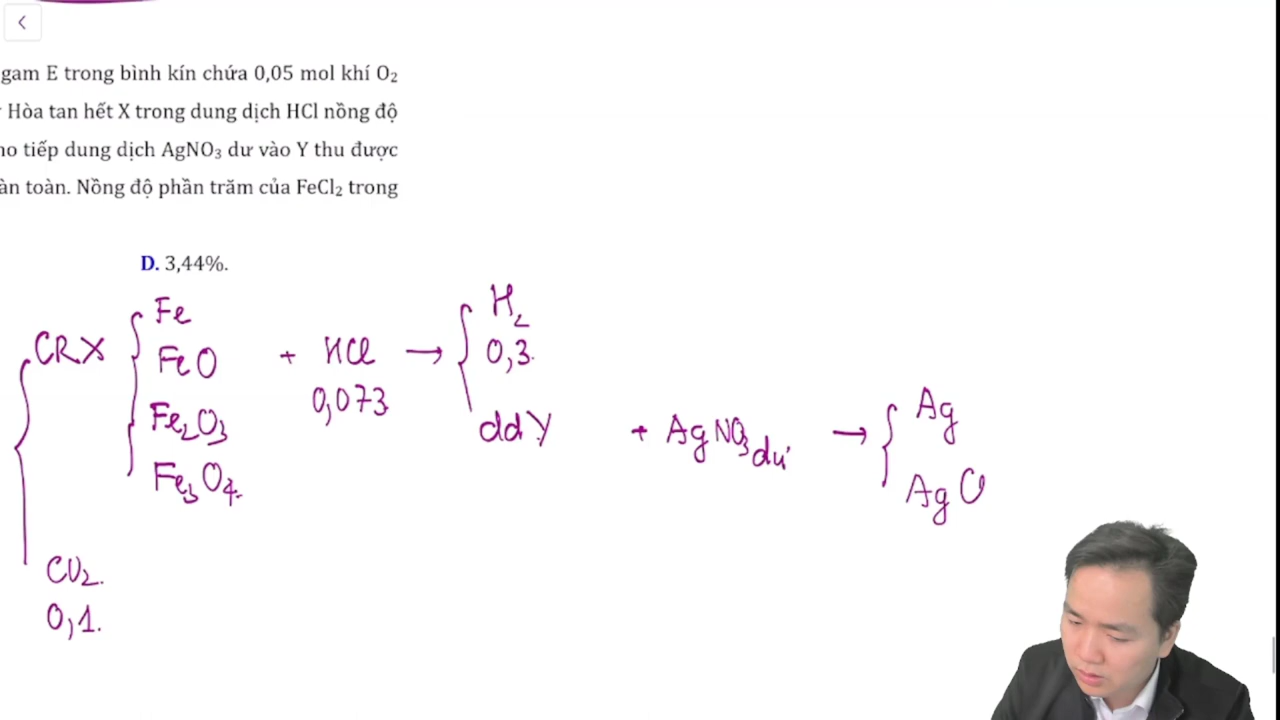 gam E trong bình kín chứa 0,05 mol khí O₂
Hòa tan hết X trong dung dịch HCl nồng độ
tiếp dung dịch AgNO₃ dư vào Y thu được
toàn. Nồng độ phần trăm của FeCl₂ trong
D. 3,44%.
CRX { Fe FeO Fe₂O₃ Fe₃O₄
+ HCl → { H₂ 0,3. ddY
0,073
+ AgNO₃ dư → { Ag AgCl
CO₂
0,1.